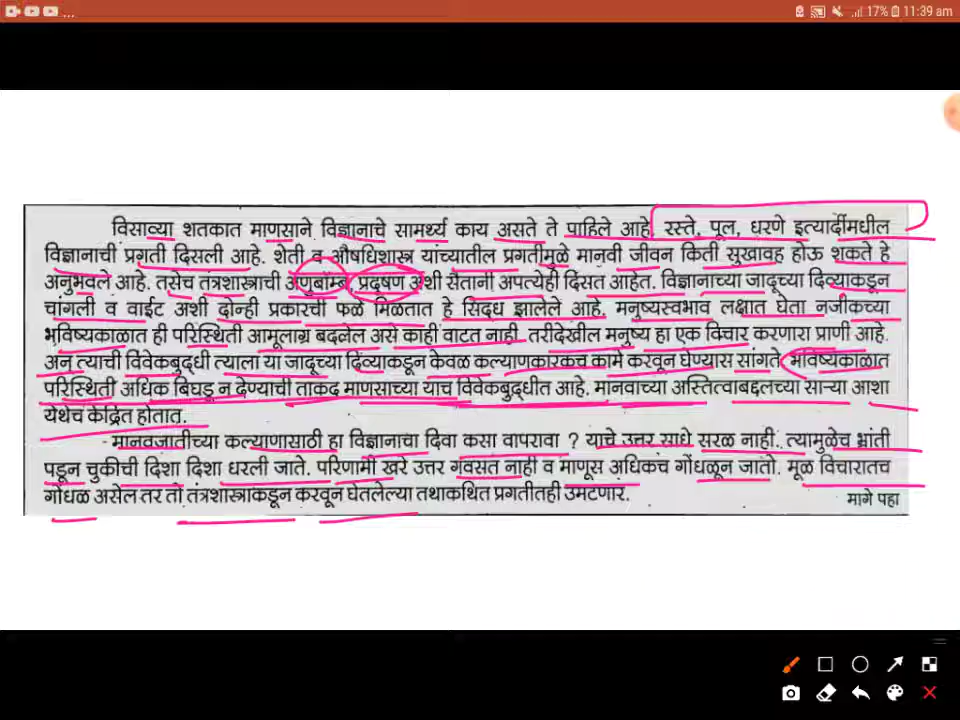 ... 17% 11:39 am
विसाव्या शतकात माणसाने विज्ञानाचे सामर्थ्य काय असते ते पाहिले आहे. रस्ते, पूल, धरणे इत्यादींमधील
विज्ञानाची प्रगती दिसली आहे. शेती व औषधिशास्त्र यांच्यातील प्रगतीमुळे मानवी जीवन किती सुखावह होऊ शकते हे
अनुभवले आहे. तसेच तंत्रशास्त्राची अणुबॉम्ब, प्रदूषण अशी सैतानी अपत्येही दिसत आहेत. विज्ञानाच्या जादूच्या दिव्याकडून
चांगली व वाईट अशी दोन्ही प्रकारची फळे मिळतात हे सिद्ध झालेले आहे. मनुष्यस्वभाव लक्षात घेता नजीकच्या
भविष्यकाळात ही परिस्थिती आमूलाग्र बदलेल असे काही वाटत नाही. तरीदेखील मनुष्य हा एक विचार करणारा प्राणी आहे.
अन् त्याची विवेकबुद्धी त्याला या जादूच्या दिव्याकडून केवळ कल्याणकारकच कामे करवून घेण्यास सांगते. भविष्यकाळात
परिस्थिती अधिक बिघडू न देण्याची ताकद माणसाच्या याच विवेकबुद्धीत आहे. मानवाच्या अस्तित्वाबद्दलच्या साऱ्या आशा
येथेच केंद्रित होतात.
मानवजातीच्या कल्याणासाठी हा विज्ञानाचा दिवा कसा वापरावा ? याचे उत्तर साधे सरळ नाही. त्यामुळेच भ्रांती
पडून चुकीची दिशा दिशा धरली जाते. परिणामी खरे उत्तर गवसत नाही व माणूस अधिकच गोंधळून जातो. मूळ विचारातच
गोंधळ असेल तर तो तंत्रशास्त्राकडून करवून घेतलेल्या तथाकथित प्रगतीतही उमटणार.
मागे पहा